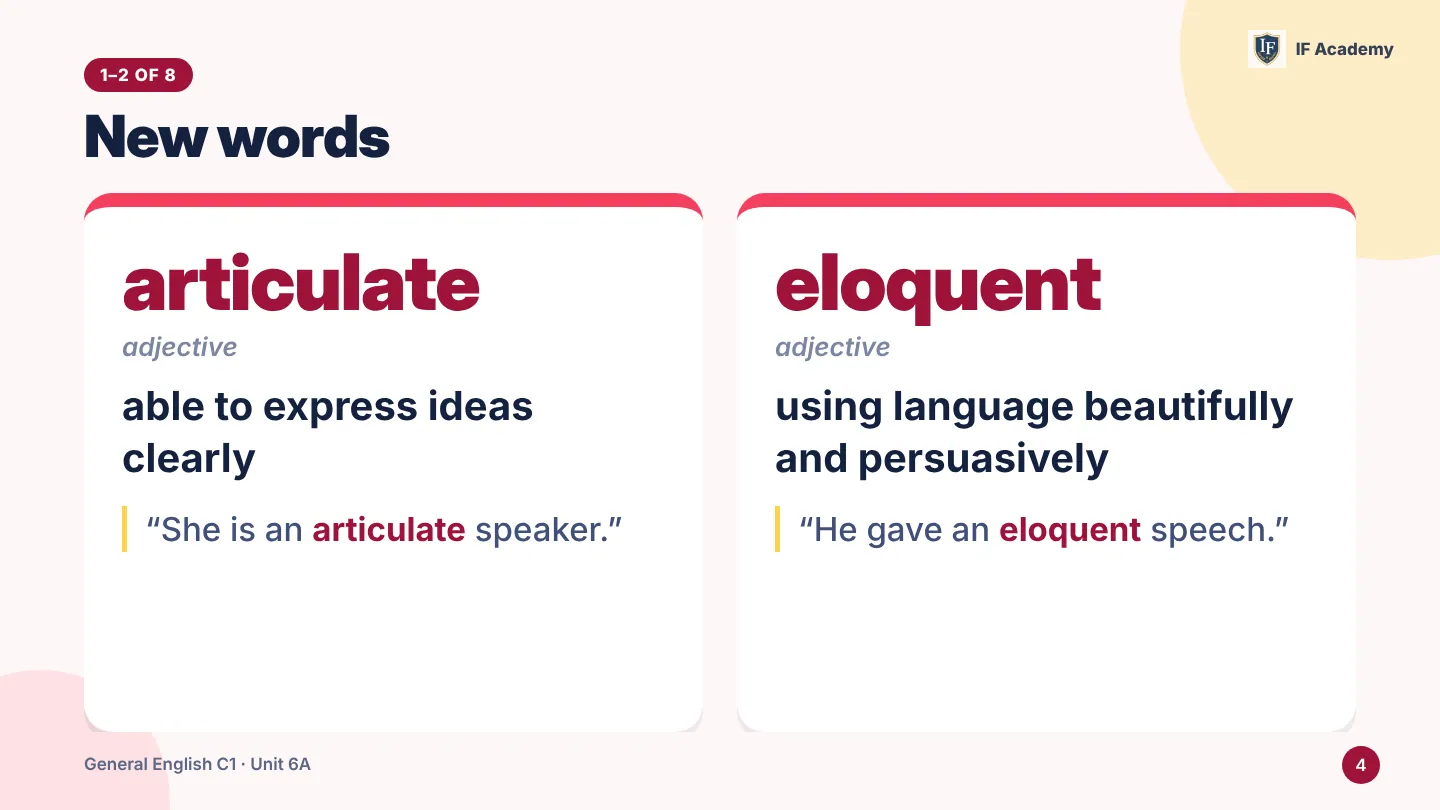 IF
IF Academy
1–2 OF 8
New words
articulate
adjective
able to express ideas
clearly
“She is an articulate speaker.”
eloquent
adjective
using language beautifully
and persuasively
“He gave an eloquent speech.”
General English C1 · Unit 6A
4